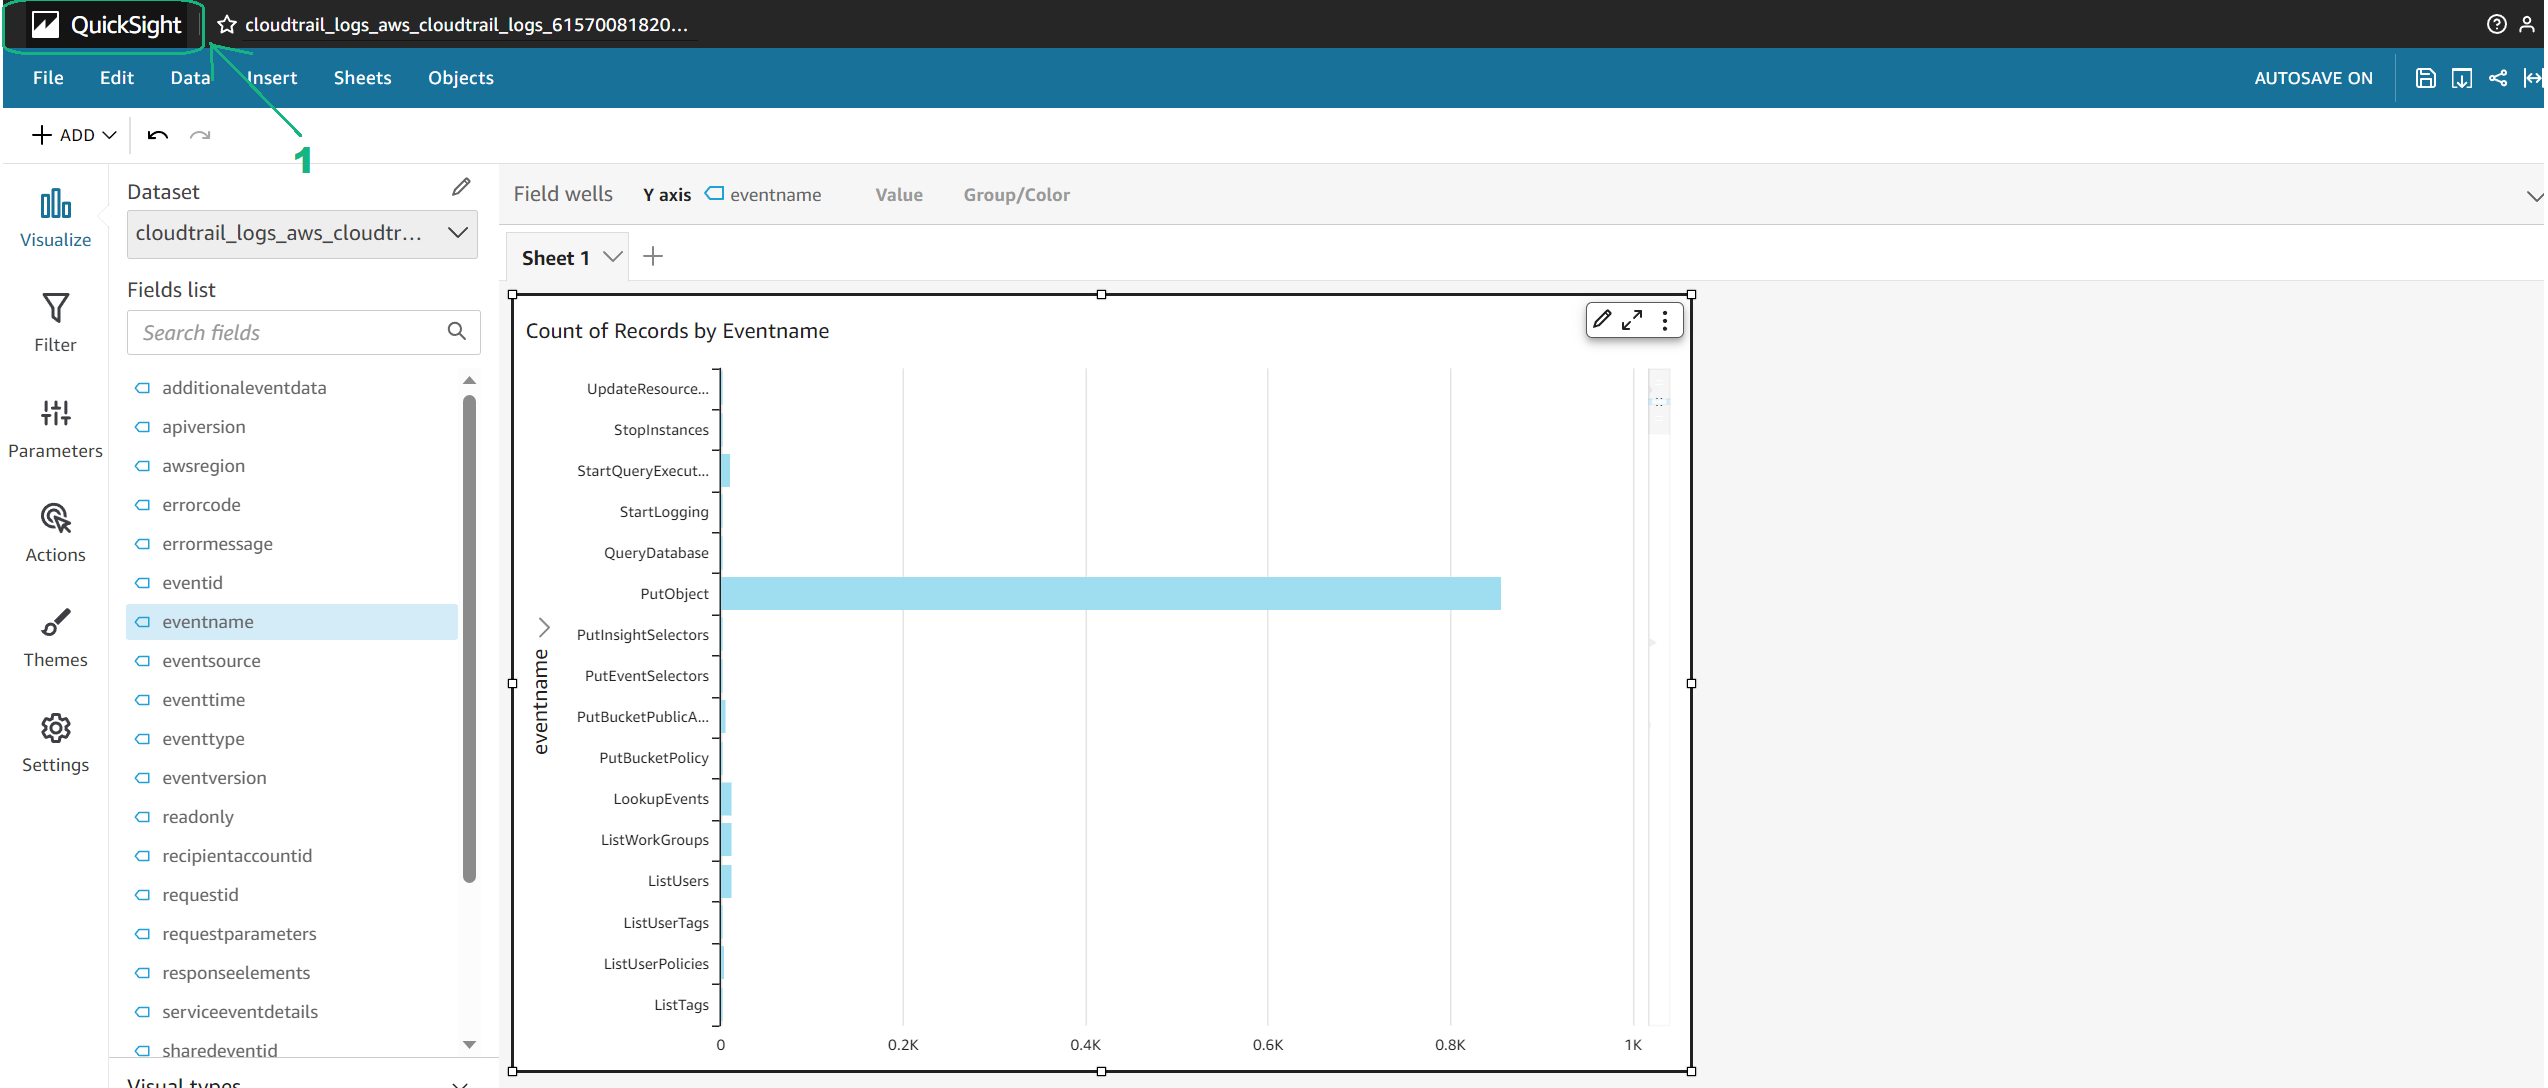 QuickSight
cloudtrail_logs_aws_cloudtrail_logs_61570081820...
File Edit Data Insert Sheets Objects
AUTOSAVE ON
ADD
1
Visualize
Filter
Parameters
Actions
Themes
Settings
Dataset
cloudtrail_logs_aws_cloudtr...
Fields list
Search fields
additionaleventdata
apiversion
awsregion
errorcode
errormessage
eventid
eventname
eventsource
eventtime
eventtype
eventversion
readonly
recipientaccountid
requestid
requestparameters
responseelements
serviceeventdetails
sharedeventid
Visual types
Field wells Y axis eventname Value Group/Color
Sheet 1
Count of Records by Eventname
eventname
UpdateResource...
StopInstances
StartQueryExecut...
StartLogging
QueryDatabase
PutObject
PutInsightSelectors
PutEventSelectors
PutBucketPublicA...
PutBucketPolicy
LookupEvents
ListWorkGroups
ListUsers
ListUserTags
ListUserPolicies
ListTags
0 0.2K 0.4K 0.6K 0.8K 1K